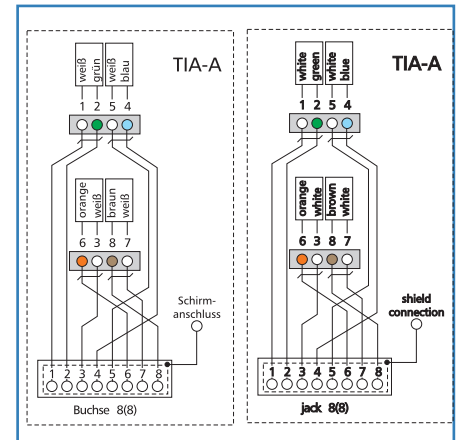 TIA-A
weiß grün weiß blau
1 2 5 4
orange weiß braun weiß
6 3 8 7
Schirm-
anschluss
1 2 3 4 5 6 7 8
Buchse 8(8)
TIA-A
white green white blue
1 2 5 4
orange white brown white
6 3 8 7
shield
connection
1 2 3 4 5 6 7 8
jack 8(8)